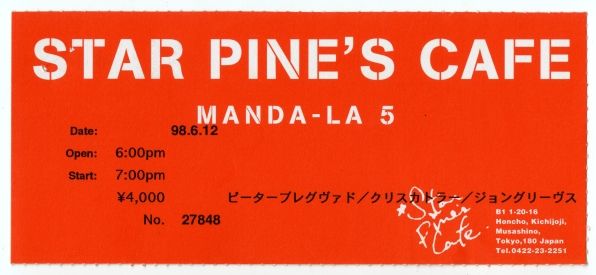 STAR PINE'S CAFE
MANDA-LA 5
Date: 98.6.12
Open: 6:00pm
Start: 7:00pm
¥4,000 ピーターブレグヴァド／クリスカトラー／ジョングリーヴス
No. 27848
Star Pine's Cafe
B1 1-20-16
Honcho, Kichijoji,
Musashino,
Tokyo,180 Japan
Tel.0422-23-2251